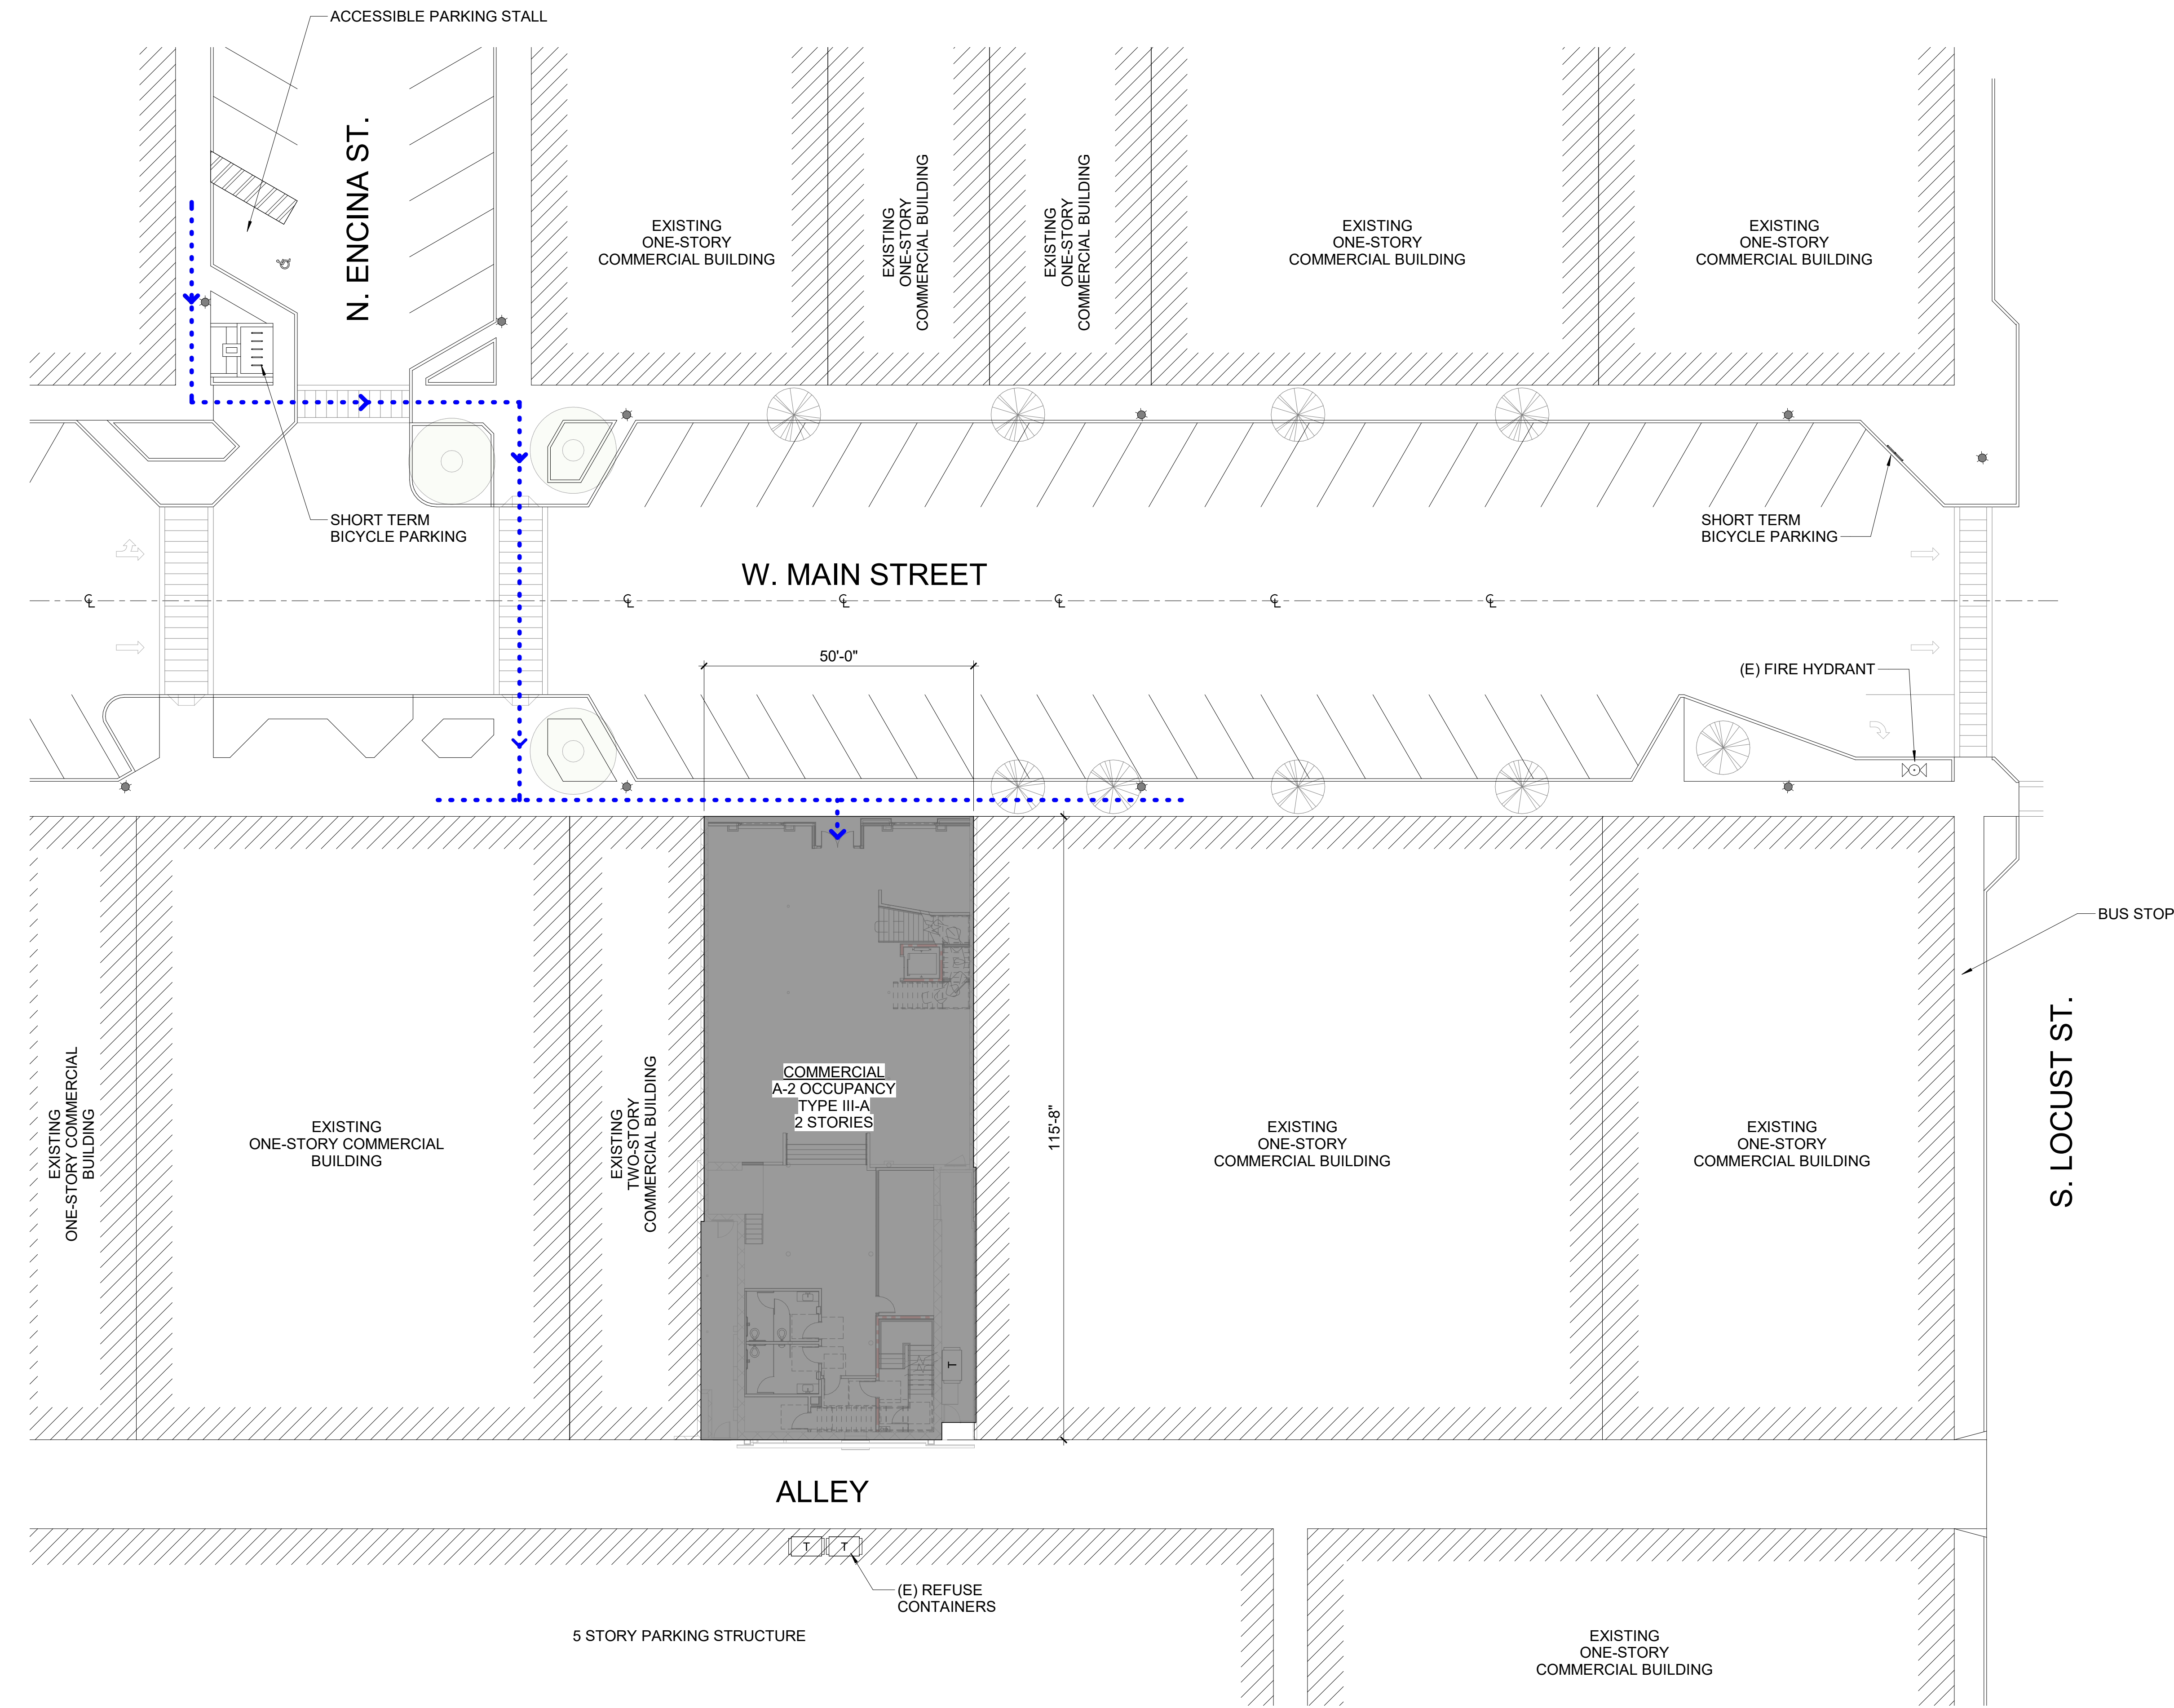 ACCESSIBLE PARKING STALL
N. ENCINA ST.
EXISTING
ONE-STORY
COMMERCIAL BUILDING
EXISTING
ONE-STORY
COMMERCIAL BUILDING
EXISTING
ONE-STORY
COMMERCIAL BUILDING
EXISTING
ONE-STORY
COMMERCIAL BUILDING
EXISTING
ONE-STORY
COMMERCIAL BUILDING
SHORT TERM
BICYCLE PARKING
SHORT TERM
BICYCLE PARKING
W. MAIN STREET
50'-0"
(E) FIRE HYDRANT
BUS STOP
S. LOCUST ST.
EXISTING
ONE-STORY COMMERCIAL
BUILDING
EXISTING
ONE-STORY COMMERCIAL
BUILDING
EXISTING
TWO-STORY
COMMERCIAL BUILDING
COMMERCIAL
A-2 OCCUPANCY
TYPE III-A
2 STORIES
115'-8"
EXISTING
ONE-STORY
COMMERCIAL BUILDING
EXISTING
ONE-STORY
COMMERCIAL BUILDING
T
ALLEY
T T
(E) REFUSE
CONTAINERS
5 STORY PARKING STRUCTURE
EXISTING
ONE-STORY
COMMERCIAL BUILDING